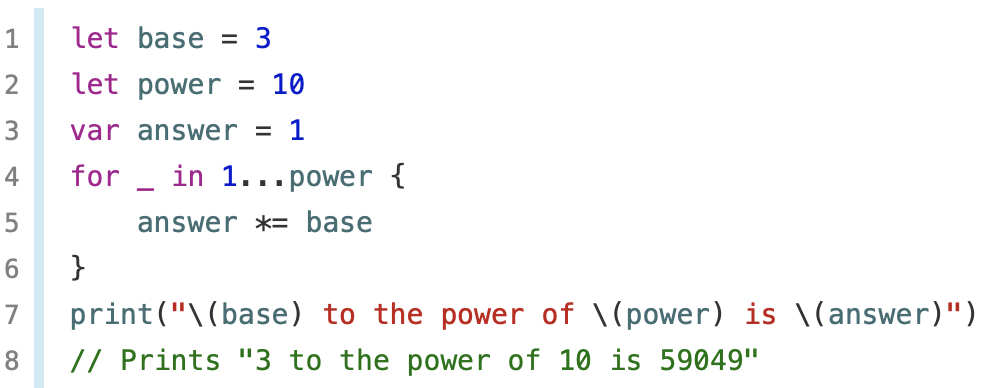 1 let base = 3
2 let power = 10
3 var answer = 1
4 for _ in 1...power {
5     answer *= base
6 }
7 print("\(base) to the power of \(power) is \(answer)")
8 // Prints "3 to the power of 10 is 59049"